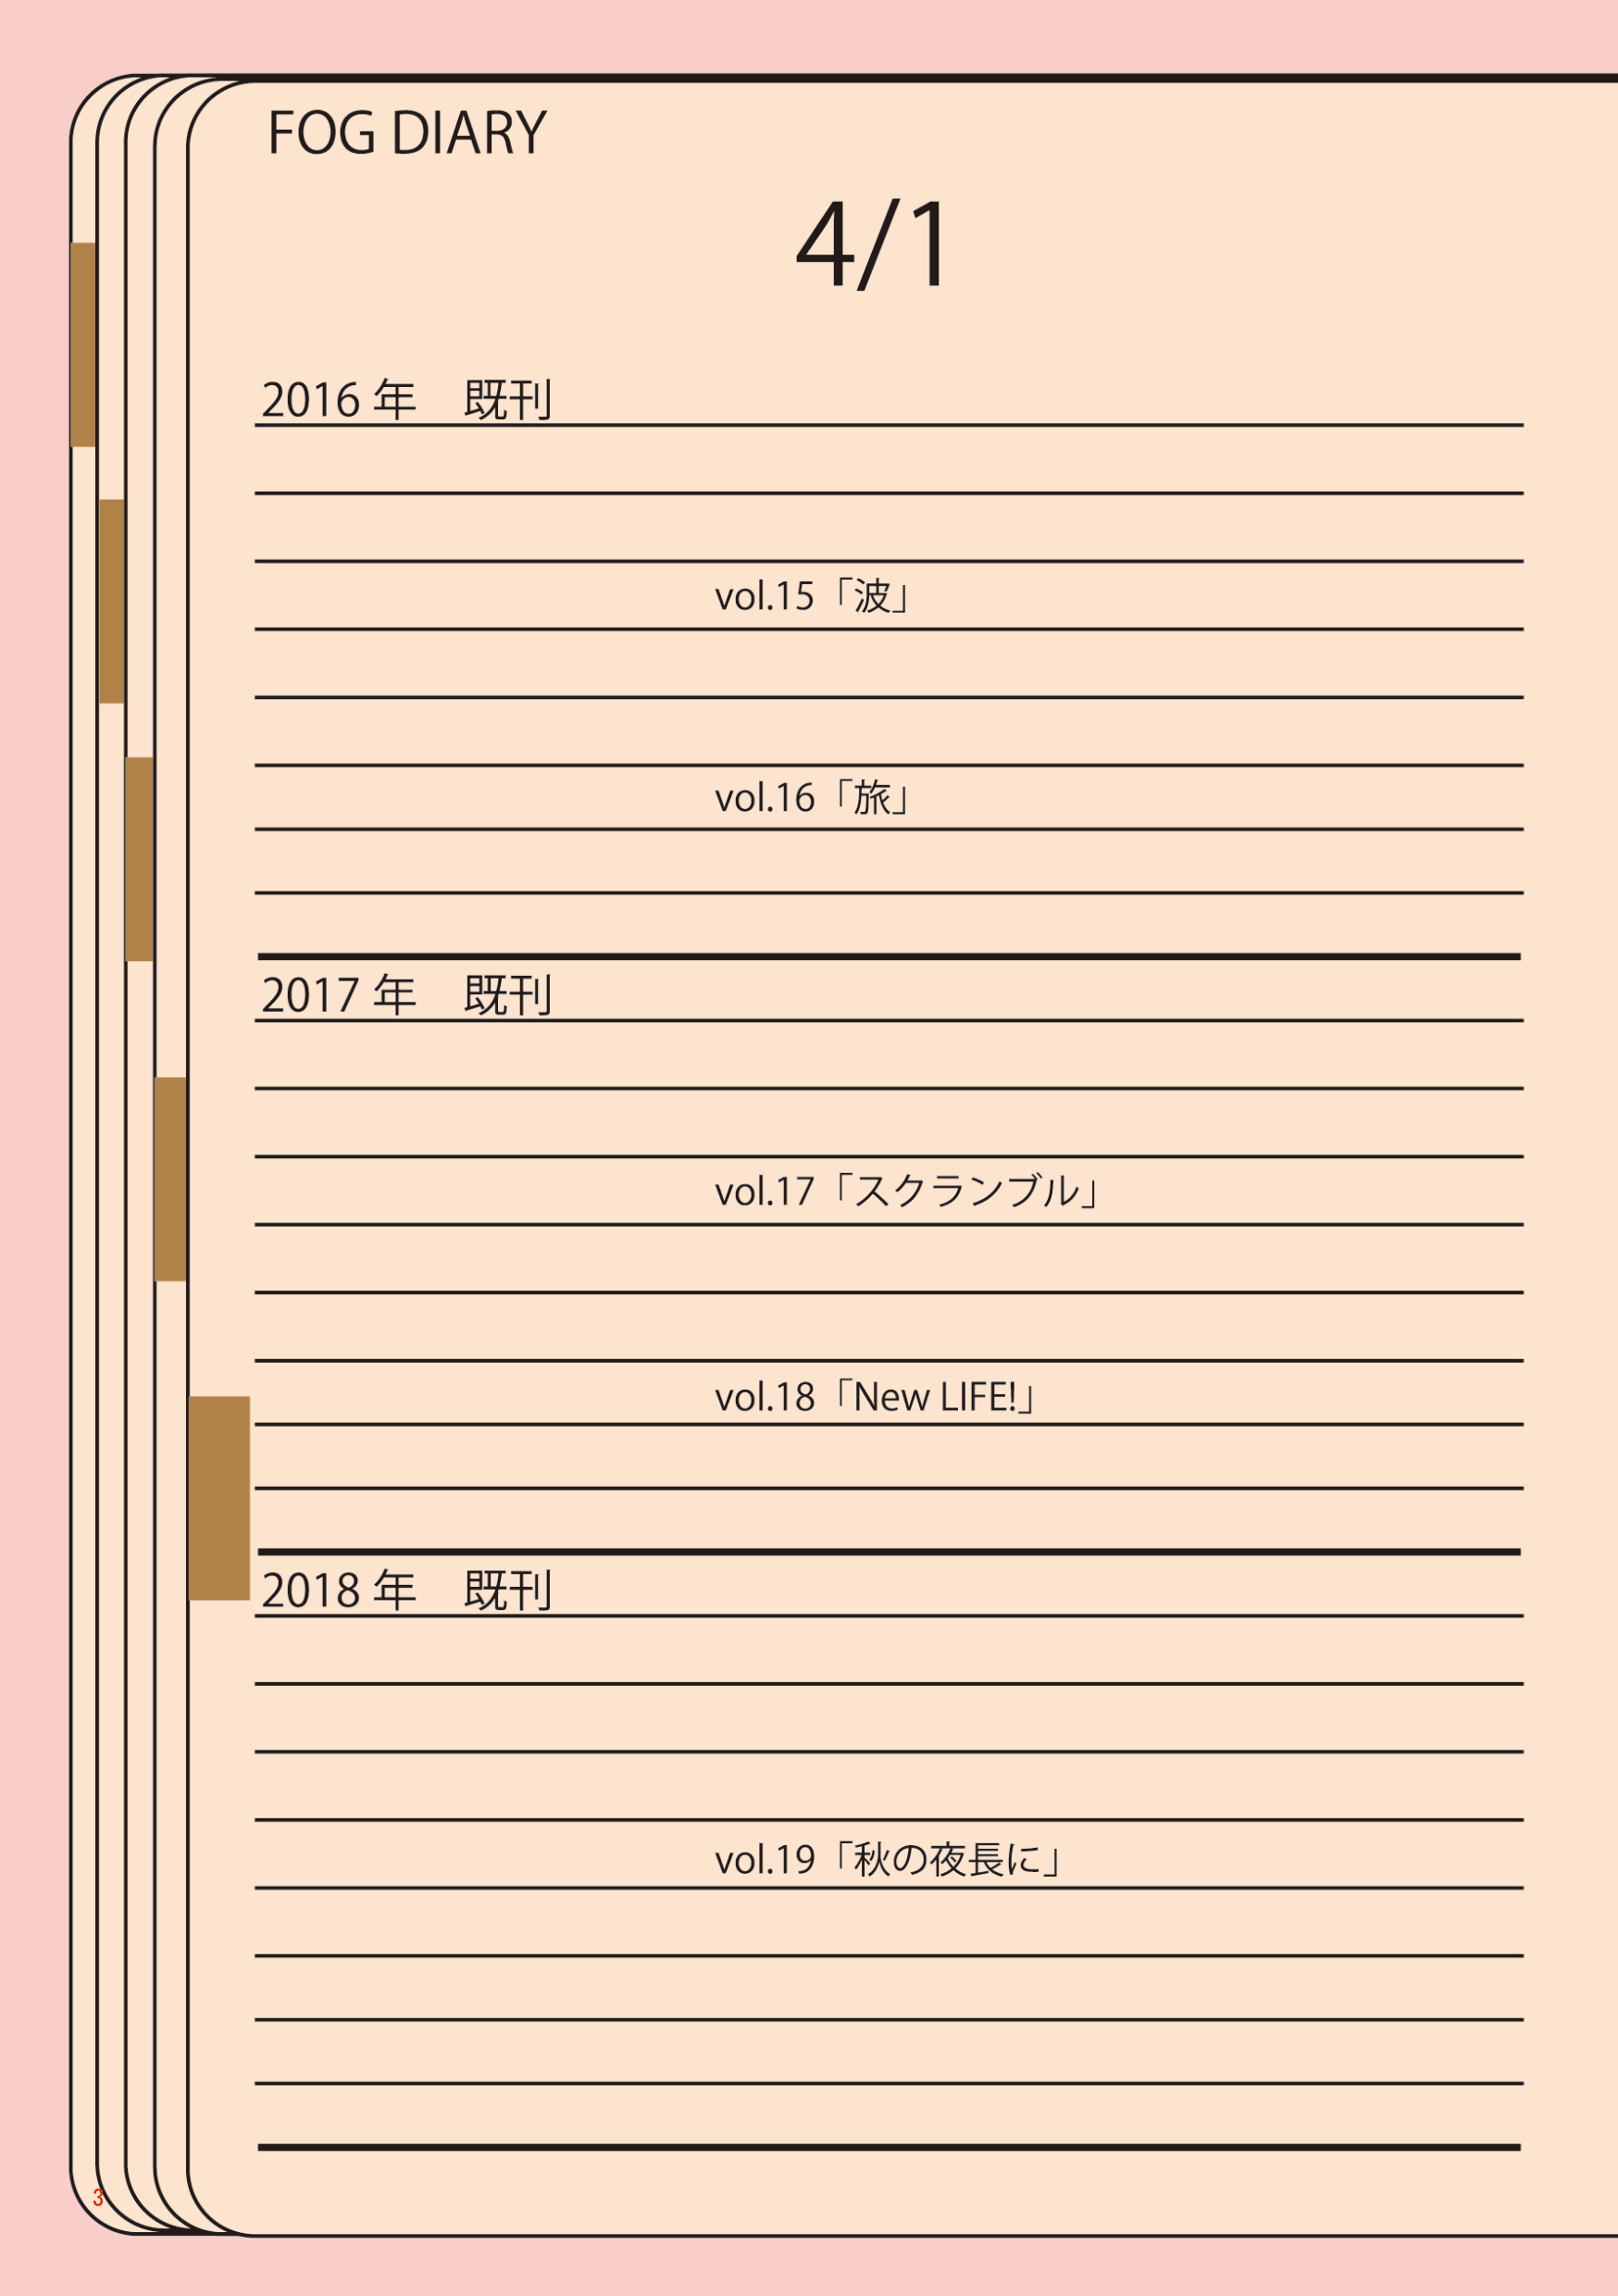 FOG DIARY
4/1
2016 年　既刊
vol.15「波」
vol.16「旅」
2017 年　既刊
vol.17「スクランブル」
vol.18「New LIFE!」
2018 年　既刊
vol.19「秋の夜長に」
3